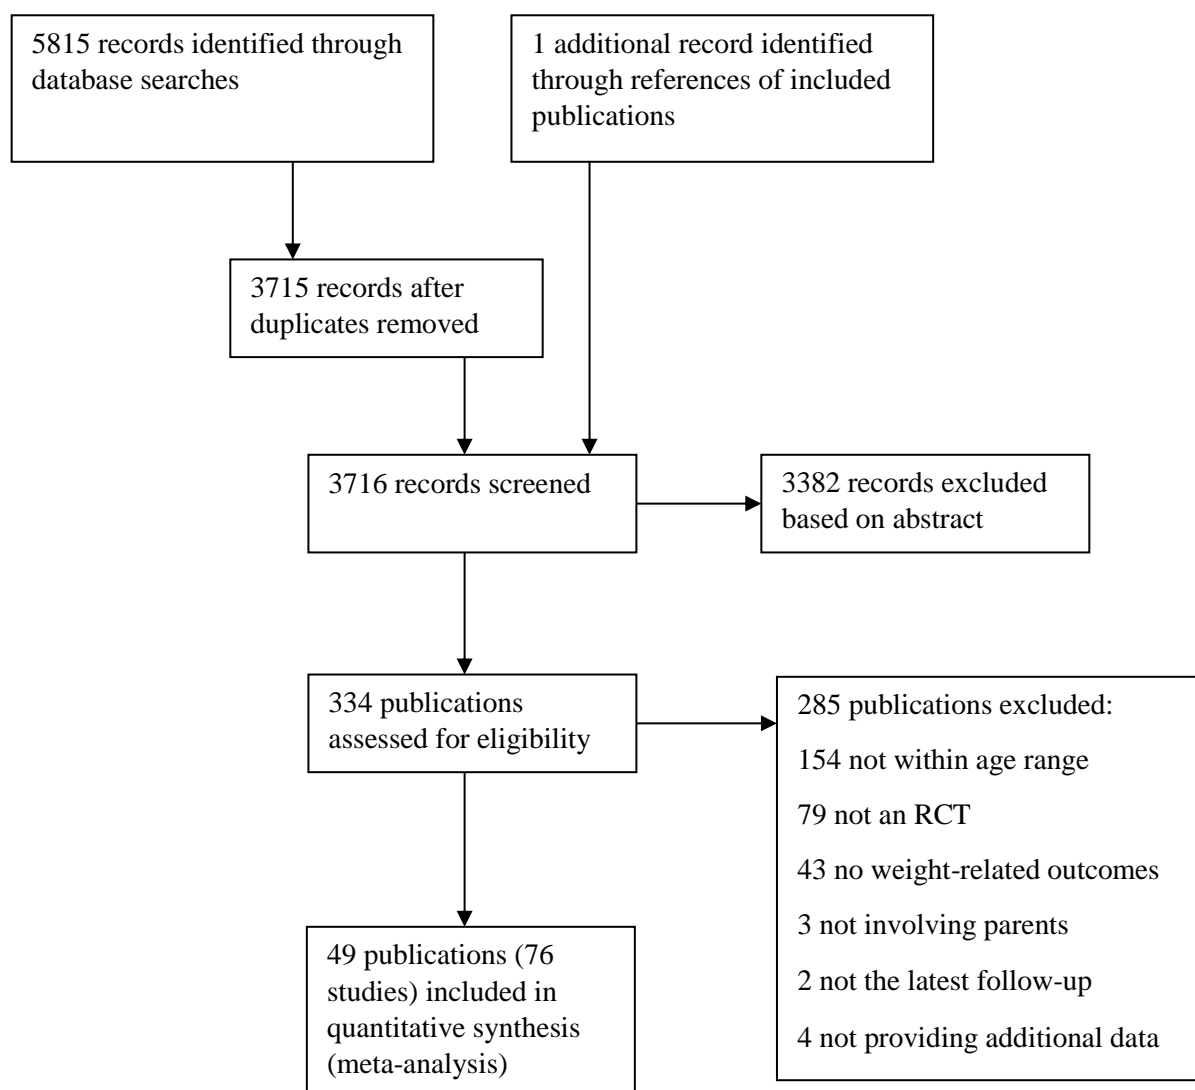 5815 records identified through
database searches
1 additional record identified
through references of included
publications
3715 records after
duplicates removed
3716 records screened
3382 records excluded
based on abstract
334 publications
assessed for eligibility
285 publications excluded:
154 not within age range
79 not an RCT
43 no weight-related outcomes
3 not involving parents
2 not the latest follow-up
4 not providing additional data
49 publications (76
studies) included in
quantitative synthesis
(meta-analysis)